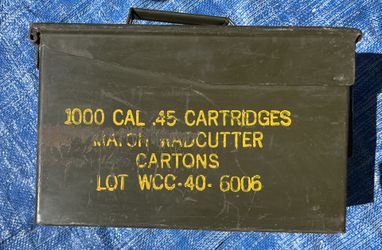 1000 CAL .45 CARTRIDGES
MATCH WADCUTTER
CARTONS
LOT WCC-40-6006